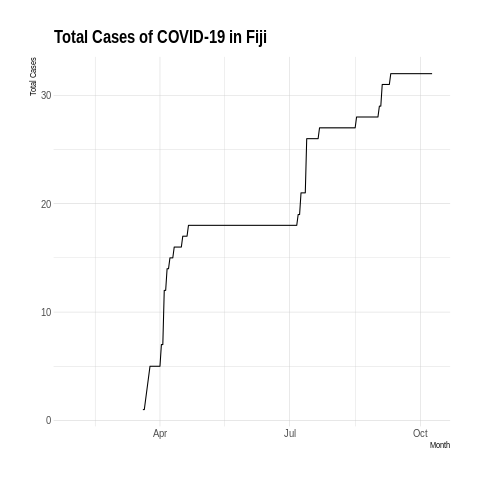 Total Cases of COVID-19 in Fiji
Total Cases
30
20
10
0
Apr
Jul
Oct
Month